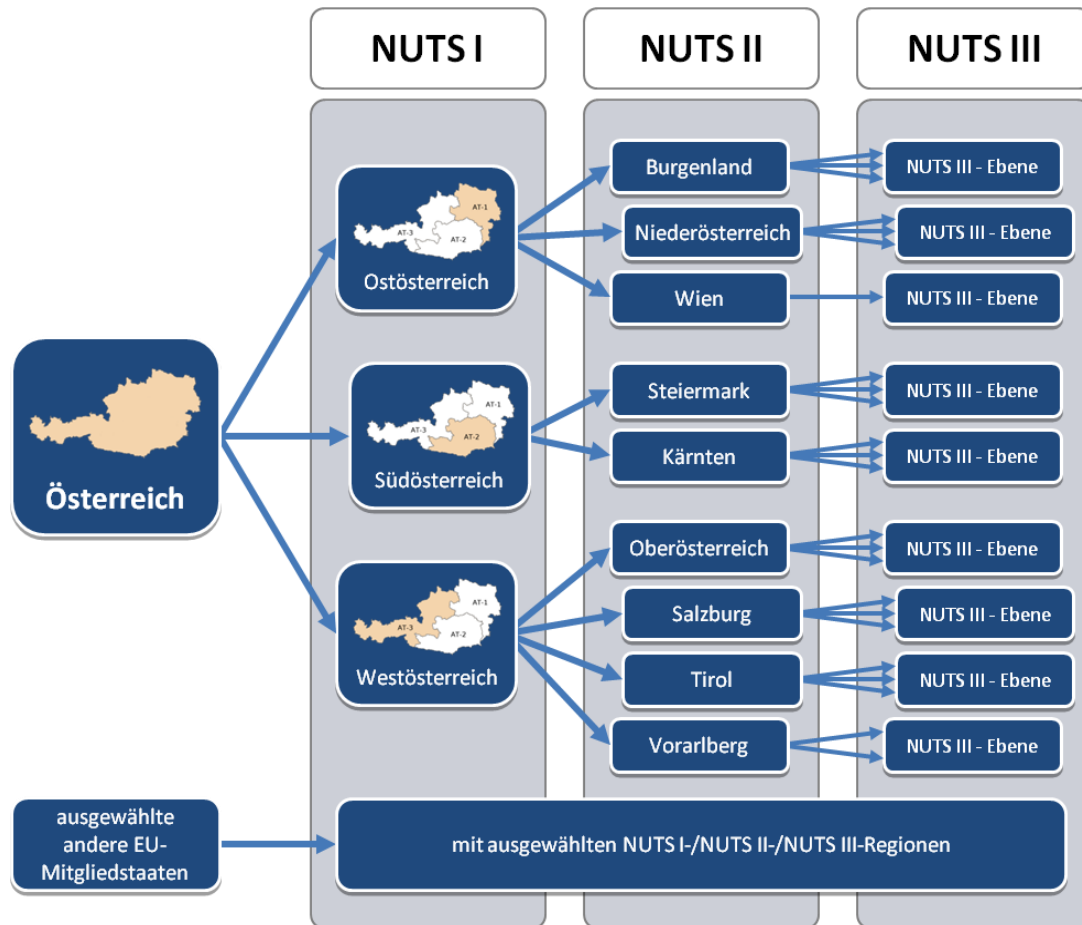 NUTS I
NUTS II
NUTS III
Österreich
AT-1
AT-3
AT-2
Ostösterreich
Burgenland
NUTS III - Ebene
Niederösterreich
NUTS III - Ebene
Wien
NUTS III - Ebene
AT-1
AT-3
AT-2
Südösterreich
Steiermark
NUTS III - Ebene
Kärnten
NUTS III - Ebene
AT-1
AT-3
AT-2
Westösterreich
Oberösterreich
NUTS III - Ebene
Salzburg
NUTS III - Ebene
Tirol
NUTS III - Ebene
Vorarlberg
NUTS III - Ebene
ausgewählte
andere EU-
Mitgliedstaaten
mit ausgewählten NUTS I-/NUTS II-/NUTS III-Regionen